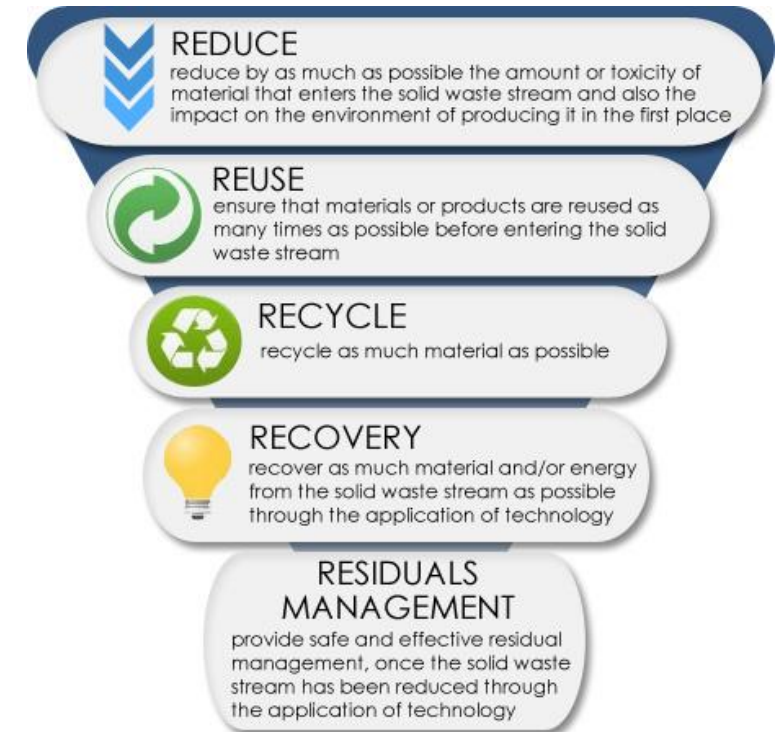 REDUCE
reduce by as much as possible the amount or toxicity of
material that enters the solid waste stream and also the
impact on the environment of producing it in the first place
REUSE
ensure that materials or products are reused as
many times as possible before entering the solid
waste stream
RECYCLE
recycle as much material as possible
RECOVERY
recover as much material and/or energy
from the solid waste stream as possible
through the application of technology
RESIDUALS
MANAGEMENT
provide safe and effective residual
management, once the solid waste
stream has been reduced through
the application of technology